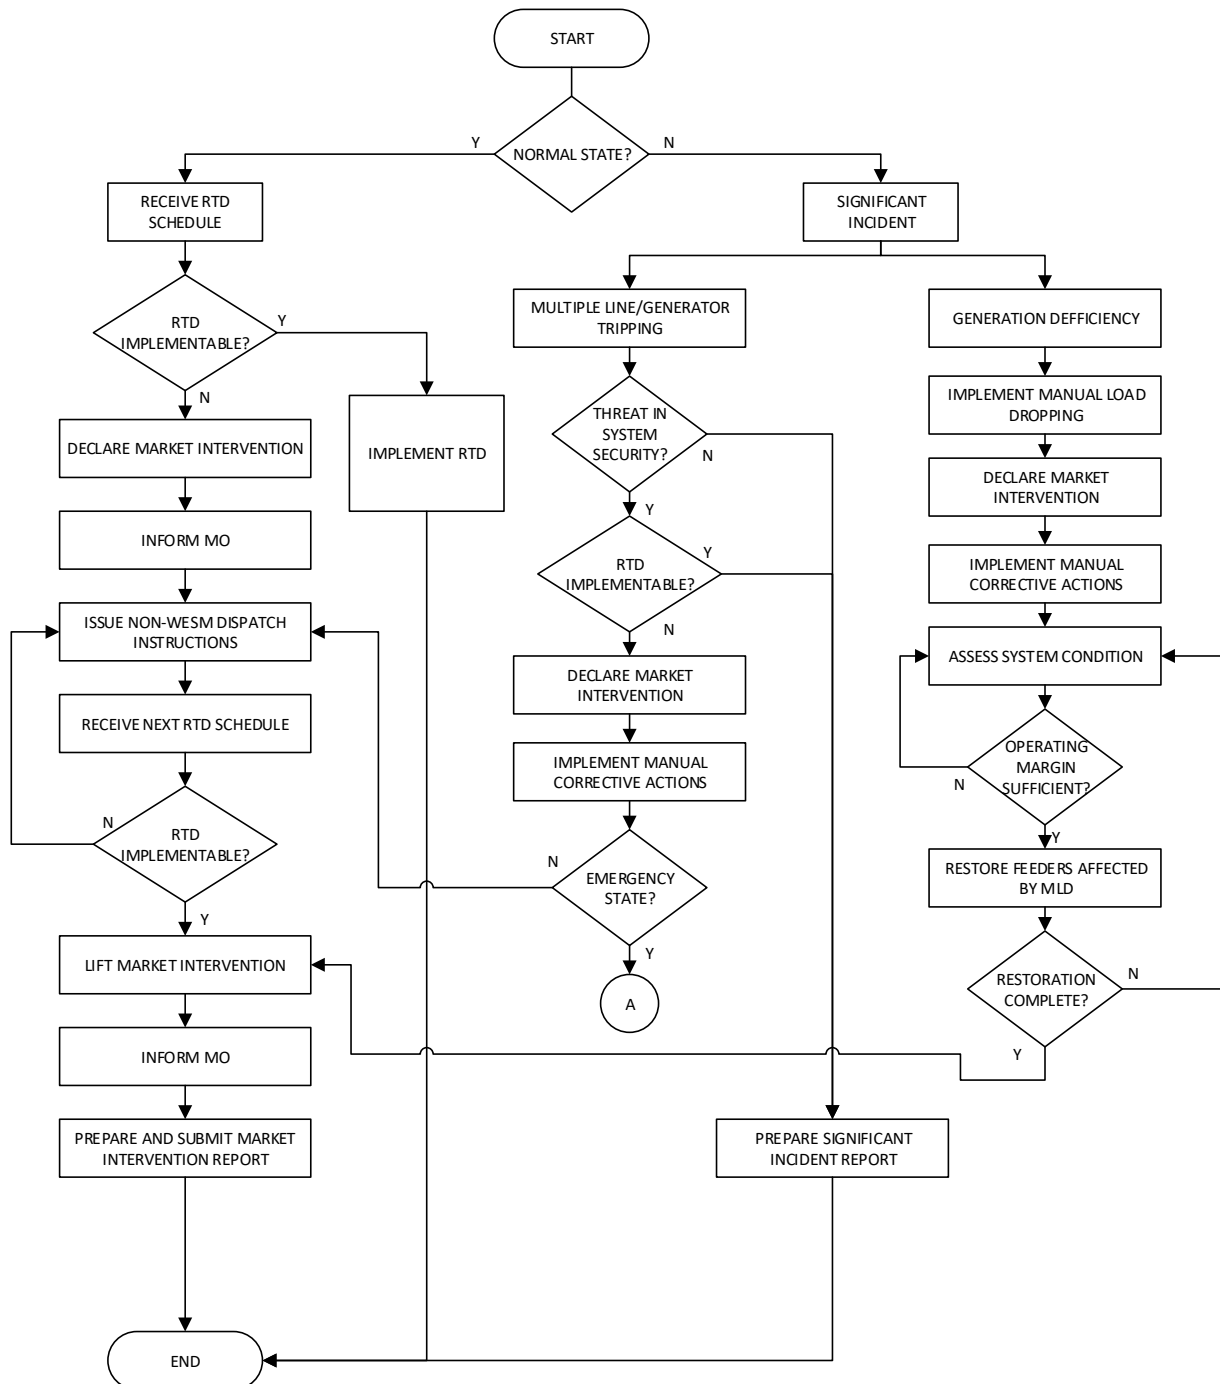 START
NORMAL STATE?
Y
N
RECEIVE RTD
SCHEDULE
SIGNIFICANT
INCIDENT
RTD
IMPLEMENTABLE?
Y
N
DECLARE MARKET INTERVENTION
IMPLEMENT RTD
INFORM MO
ISSUE NON-WESM DISPATCH
INSTRUCTIONS
RECEIVE NEXT RTD SCHEDULE
RTD
IMPLEMENTABLE?
N
Y
LIFT MARKET INTERVENTION
INFORM MO
PREPARE AND SUBMIT MARKET
INTERVENTION REPORT
END
MULTIPLE LINE/GENERATOR
TRIPPING
THREAT IN
SYSTEM
SECURITY?
N
Y
RTD
IMPLEMENTABLE?
Y
N
DECLARE MARKET
INTERVENTION
IMPLEMENT MANUAL
CORRECTIVE ACTIONS
EMERGENCY
STATE?
N
Y
A
PREPARE SIGNIFICANT
INCIDENT REPORT
GENERATION DEFFICIENCY
IMPLEMENT MANUAL LOAD
DROPPING
DECLARE MARKET
INTERVENTION
IMPLEMENT MANUAL
CORRECTIVE ACTIONS
ASSESS SYSTEM CONDITION
OPERATING
MARGIN
SUFFICIENT?
N
Y
RESTORE FEEDERS AFFECTED
BY MLD
RESTORATION
COMPLETE?
N
Y